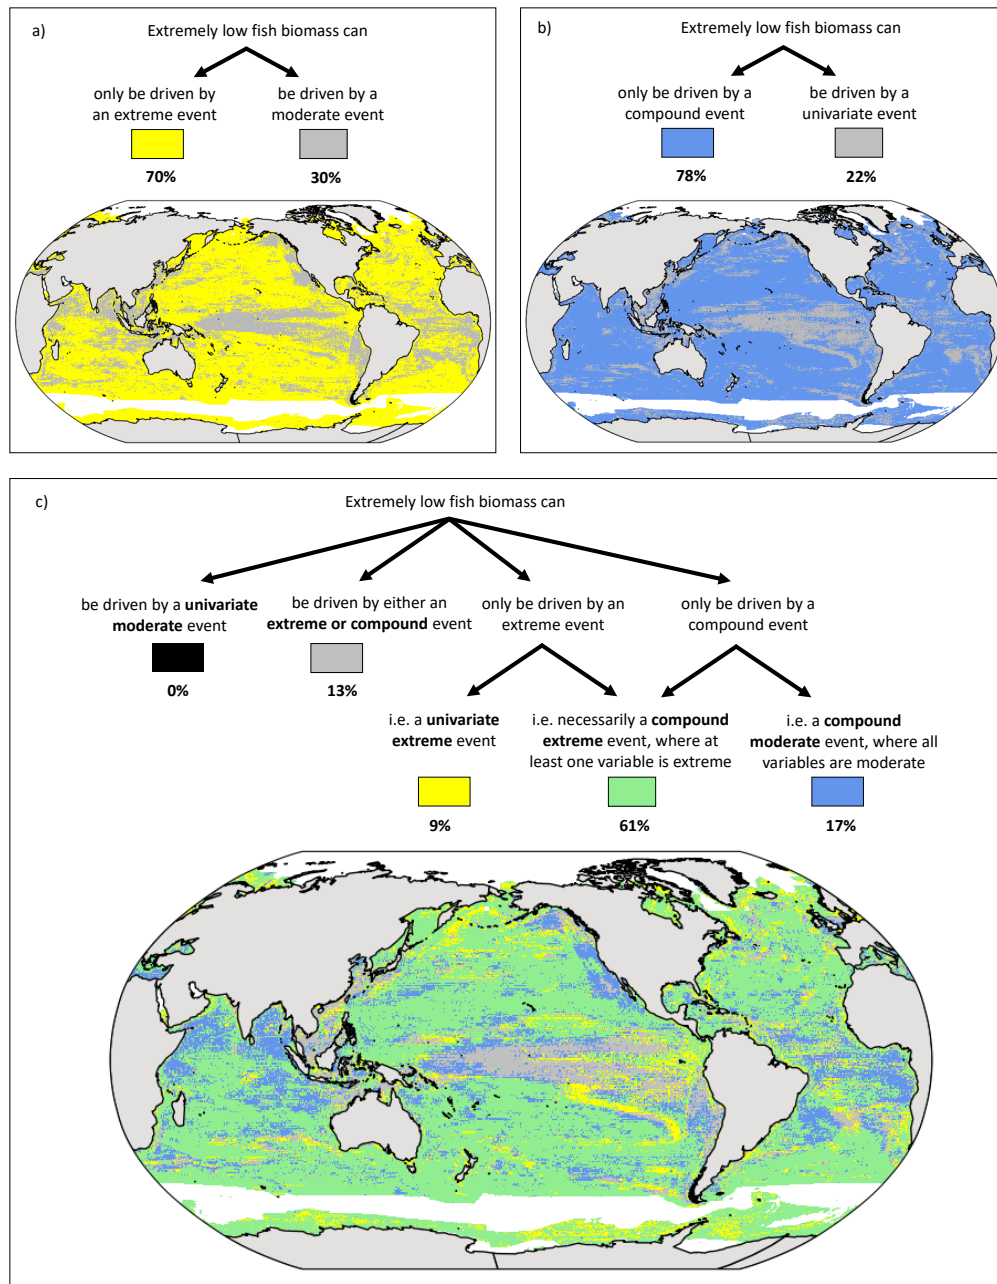 a)
Extremely low fish biomass can
only be driven by
an extreme event
70%
be driven by a
moderate event
30%
b)
Extremely low fish biomass can
only be driven by a
compound event
78%
be driven by a
univariate event
22%
c)
Extremely low fish biomass can
be driven by a univariate
moderate event
0%
be driven by either an
extreme or compound event
13%
only be driven by an
extreme event
only be driven by a
compound event
i.e. a univariate
extreme event
9%
i.e. necessarily a compound
extreme event, where at
least one variable is extreme
61%
i.e. a compound
moderate event, where all
variables are moderate
17%